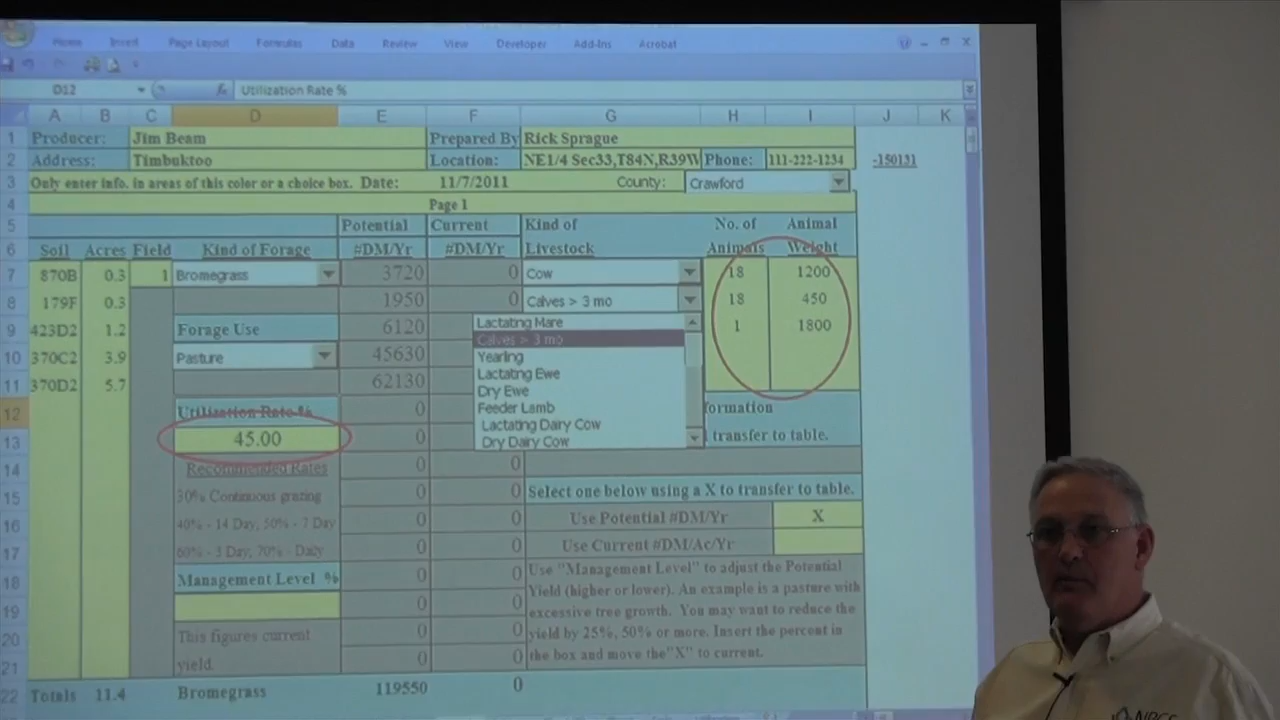 Home Insert Page Layout Formulas Data Review View Developer Add-Ins Acrobat
D12 fx Utilization Rate %
A B C D E F G H I J K
1 Producer: Jim Beam Prepared By Rick Sprague
2 Address: Timbuktoo Location: NE1/4 Sec33,T84N,R39W Phone: 111-222-1234 -150131
3 Only enter info. in areas of this color or a choice box. Date: 11/7/2011 County: Crawford
4 Page 1
5 Potential Current Kind of No. of Animal
6 Soil Acres Field Kind of Forage #DM/Yr #DM/Yr Livestock Animals Weight
7 870B 0.3 1 Bromegrass 3720 0 Cow 18 1200
8 179F 0.3 1950 0 Calves > 3 mo 18 450
9 423D2 1.2 Forage Use 6120 Lactating Mare 1 1800
Calves > 3 mo
10 370C2 3.9 Pasture 45630 Yearling
Lactatng Ewe
11 370D2 5.7 62130 Dry Ewe
12 Utilization Rate % 0 Feeder Lamb formation
Lactating Dairy Cow
13 45.00 0 Dry Dairy Cow transfer to table.
14 Recommended Rates 0 0
15 30% Continuous grazing 0 0 Select one below using a X to transfer to table.
16 40% - 14 Day, 50% - 7 Day 0 0 Use Potential #DM/Yr X
17 60% - 3 Day, 70% - Daily 0 0 Use Current #DM/Ac/Yr
18 Management Level % 0 0 Use "Management Level" to adjust the Potential
Yield (higher or lower). An example is a pasture with
19 0 0 excessive tree growth. You may want to reduce the
20 This figures current 0 0 yield by 25%, 50% or more. Insert the percent in
21 yield. 0 0 the box and move the "X" to current.
22 Totals 11.4 Bromegrass 119550 0
NRCS